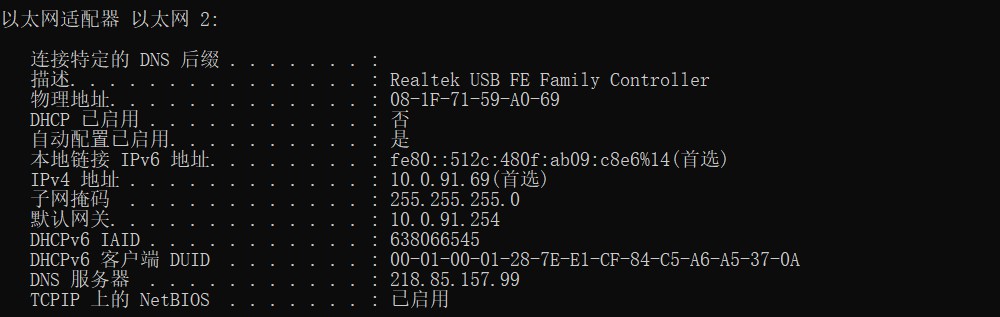 以太网适配器 以太网 2:
连接特定的 DNS 后缀 . . . . . . . :
描述. . . . . . . . . . . . . . . : Realtek USB FE Family Controller
物理地址. . . . . . . . . . . . . : 08-1F-71-59-A0-69
DHCP 已启用 . . . . . . . . . . . : 否
自动配置已启用. . . . . . . . . . : 是
本地链接 IPv6 地址. . . . . . . . : fe80::512c:480f:ab09:c8e6%14(首选)
IPv4 地址 . . . . . . . . . . . . : 10.0.91.69(首选)
子网掩码  . . . . . . . . . . . . : 255.255.255.0
默认网关. . . . . . . . . . . . . : 10.0.91.254
DHCPv6 IAID . . . . . . . . . . . : 638066545
DHCPv6 客户端 DUID  . . . . . . . : 00-01-00-01-28-7E-E1-CF-84-C5-A6-A5-37-0A
DNS 服务器  . . . . . . . . . . . : 218.85.157.99
TCPIP 上的 NetBIOS  . . . . . . . : 已启用